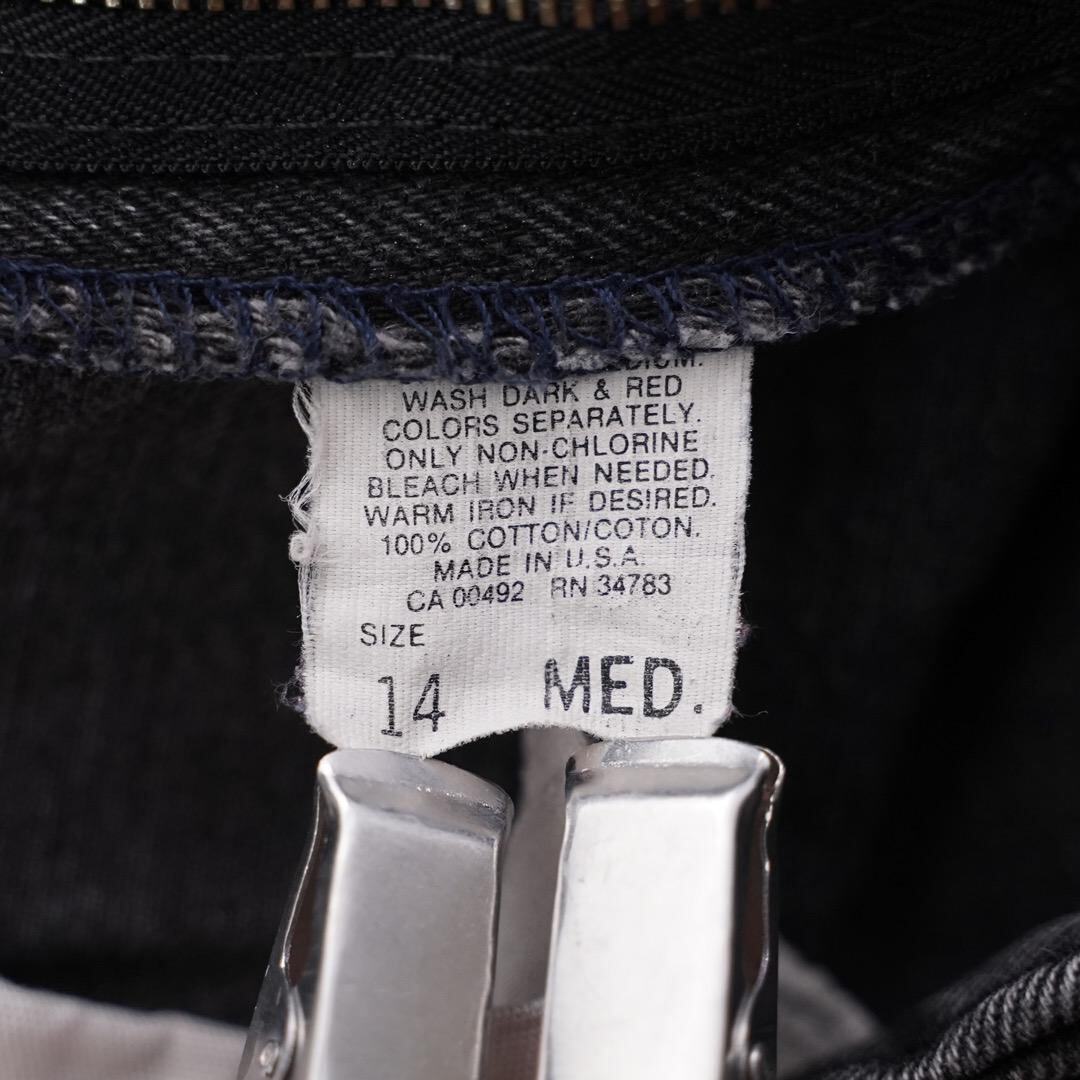 WASH DARK & RED
COLORS SEPARATELY.
ONLY NON-CHLORINE
BLEACH WHEN NEEDED.
WARM IRON IF DESIRED.
100% COTTON/COTON.
MADE IN U.S.A.
CA 00492 RN 34783
SIZE
14 MED.